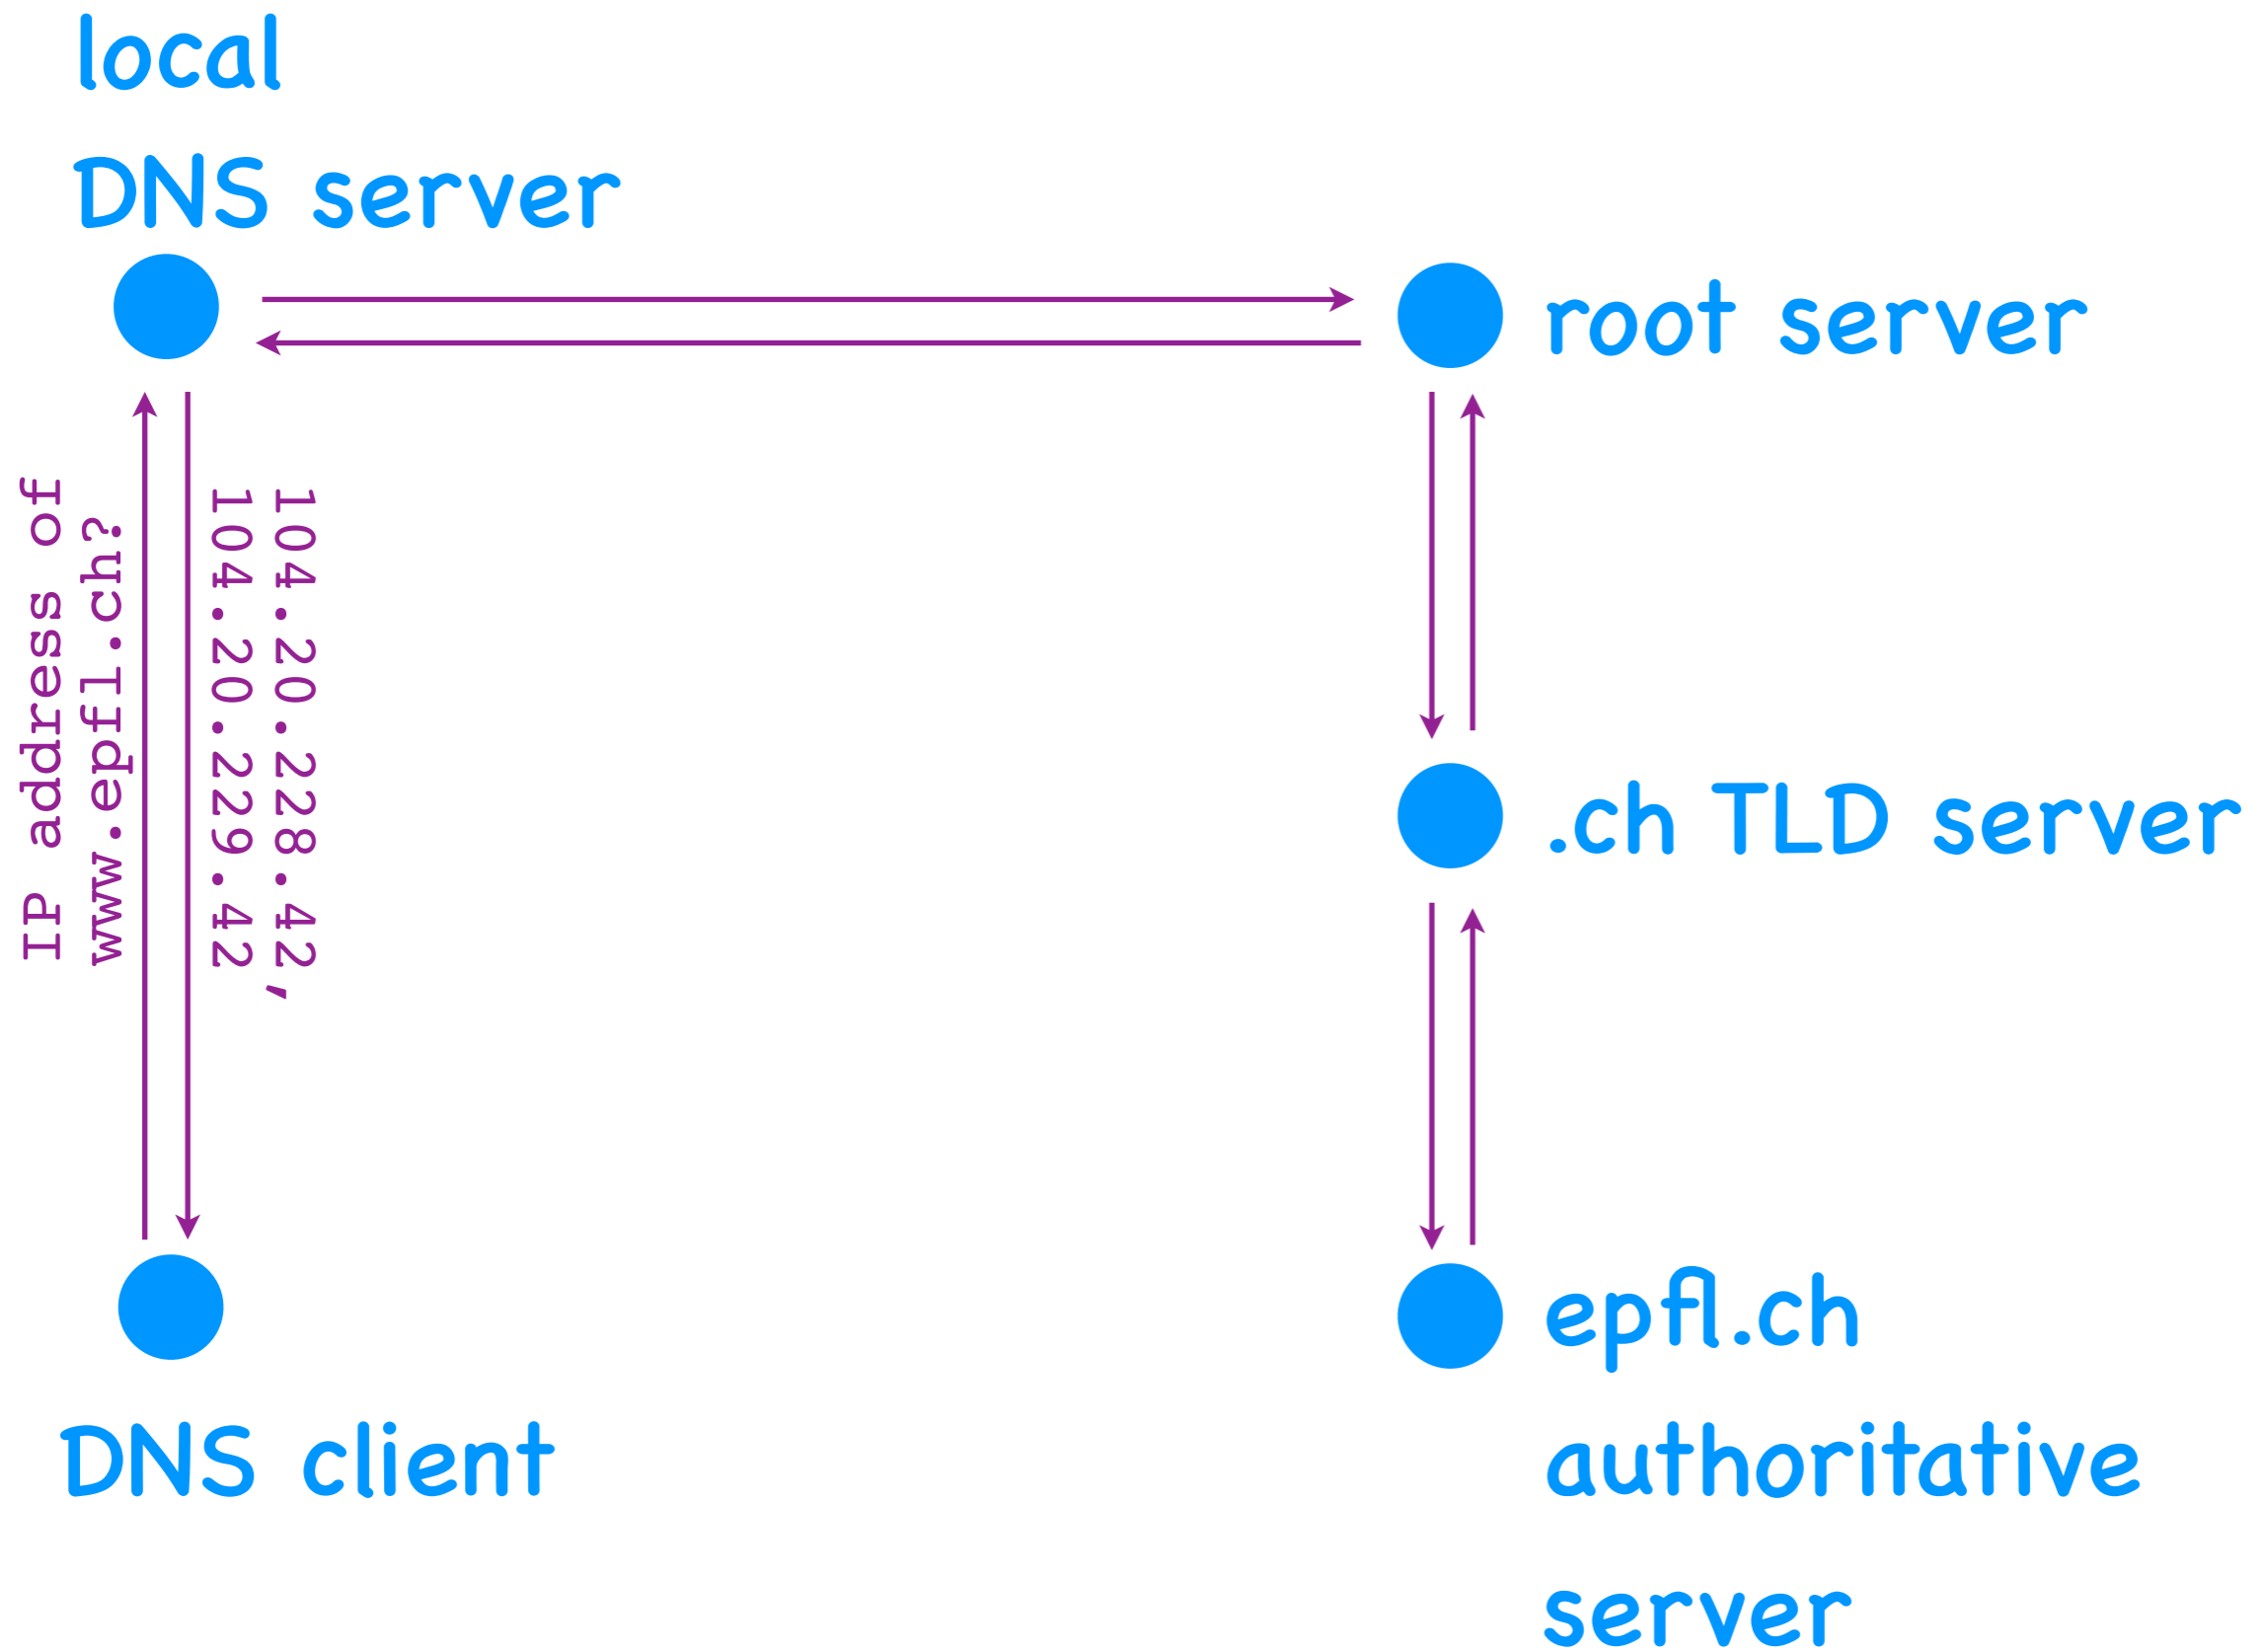 local
DNS server
root server
IP address of
www.epfl.ch?
104.20.228.42,
104.20.229.42
.ch TLD server
DNS client
epfl.ch
authoritative
server